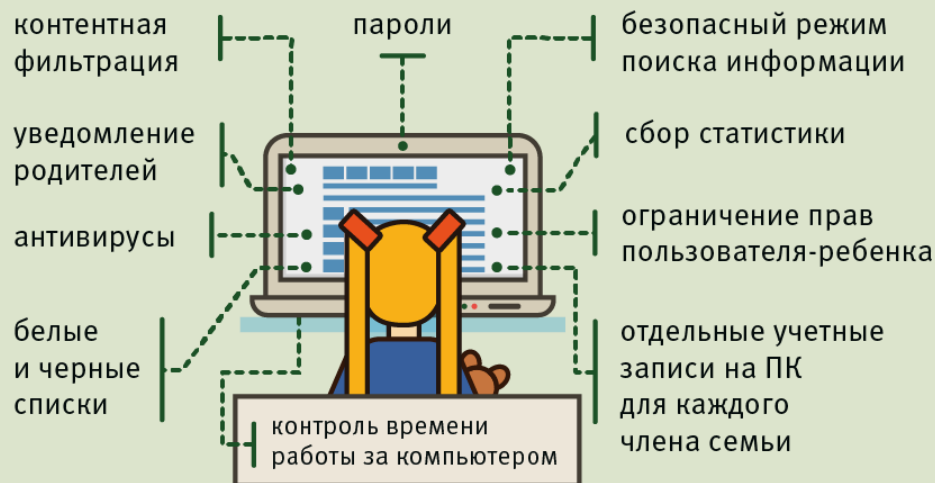 контентная
фильтрация
пароли
безопасный режим
поиска информации
уведомление
родителей
сбор статистики
антивирусы
ограничение прав
пользователя-ребенка
белые
и черные
списки
отдельные учетные
записи на ПК
для каждого
члена семьи
контроль времени
работы за компьютером